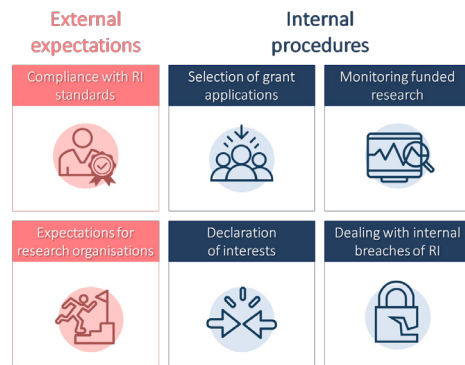 External
expectations
Internal
procedures
Compliance with RI
standards
Selection of grant
applications
Monitoring funded
research
Expectations for
research organisations
Declaration
of interests
Dealing with internal
breaches of RI